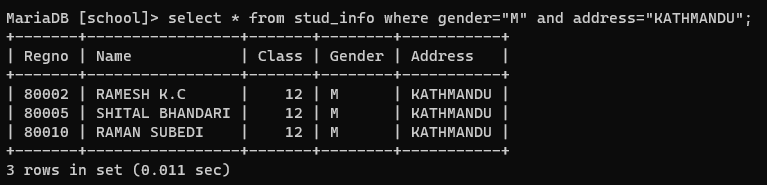 MariaDB [school]> select * from stud_info where gender="M" and address="KATHMANDU";
+-------+-----------------+-------+--------+-----------+
| Regno | Name            | Class | Gender | Address   |
+-------+-----------------+-------+--------+-----------+
| 80002 | RAMESH K.C      |    12 | M      | KATHMANDU |
| 80005 | SHITAL BHANDARI |    12 | M      | KATHMANDU |
| 80010 | RAMAN SUBEDI    |    12 | M      | KATHMANDU |
+-------+-----------------+-------+--------+-----------+
3 rows in set (0.011 sec)